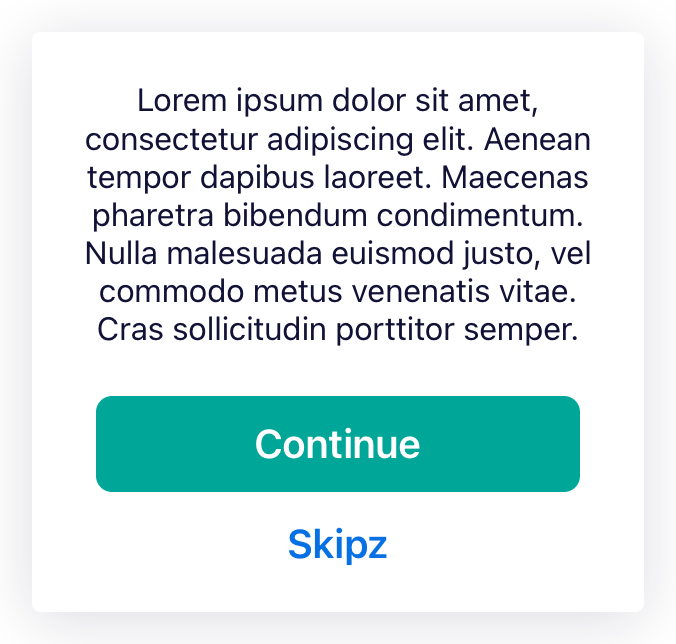 Lorem ipsum dolor sit amet,
consectetur adipiscing elit. Aenean
tempor dapibus laoreet. Maecenas
pharetra bibendum condimentum.
Nulla malesuada euismod justo, vel
commodo metus venenatis vitae.
Cras sollicitudin porttitor semper.
Continue
Skipz